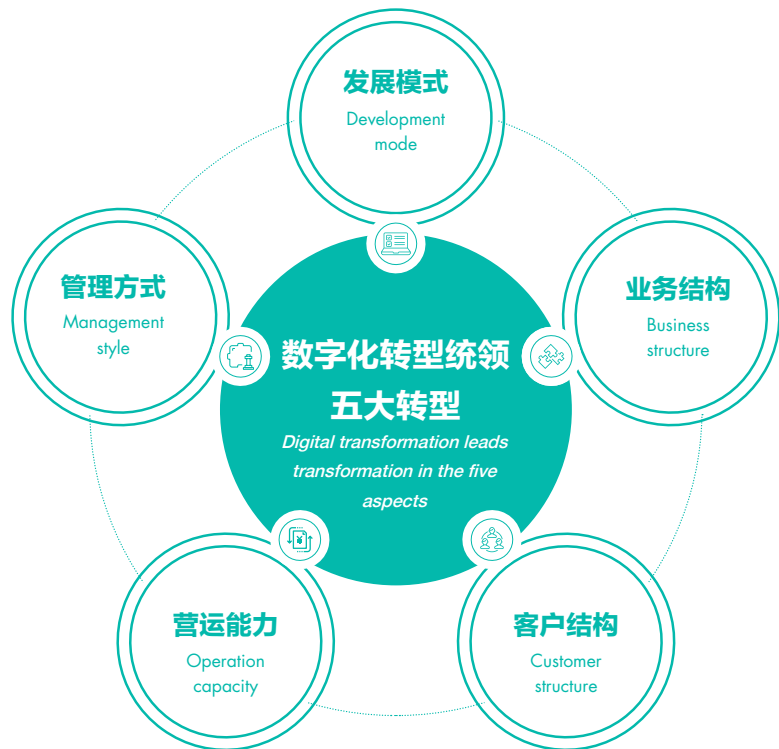 发展模式
Development
mode
管理方式
Management
style
业务结构
Business
structure
数字化转型统领
五大转型
Digital transformation leads
transformation in the five
aspects
营运能力
Operation
capacity
客户结构
Customer
structure